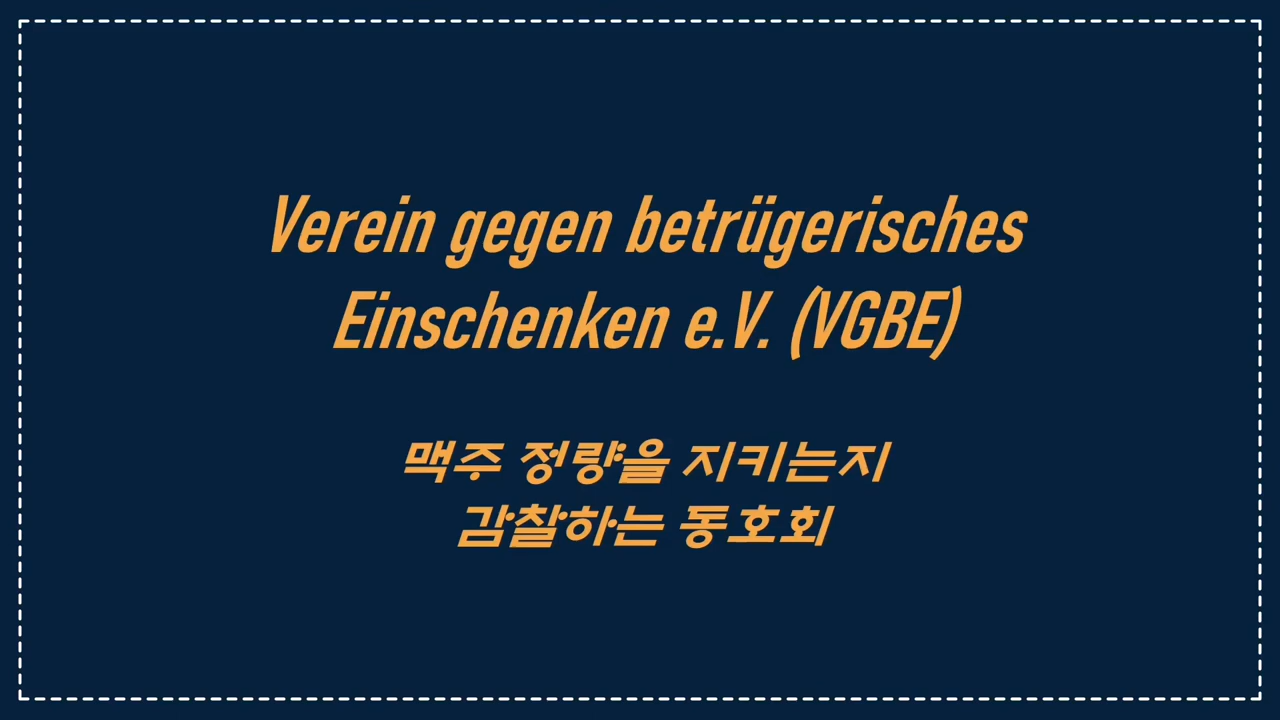 Verein gegen betrügerisches
Einschenken e.V. (VGBE)
맥주 정량을 지키는지
감찰하는 동호회